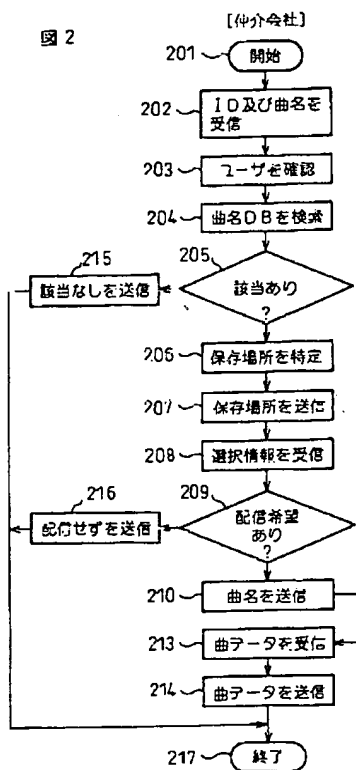 図2
[仲介会社]
201
開始
202
ID及び曲名を
受信
203
ユーザを確認
204
曲名DBを検索
205
該当あり
?
215
該当なしを送信
206
保存場所を特定
207
保存場所を送信
208
選択情報を受信
209
配信希望
あり
?
216
配信せずを送信
210
曲名を送信
213
曲データを受信
214
曲データを送信
217
終了